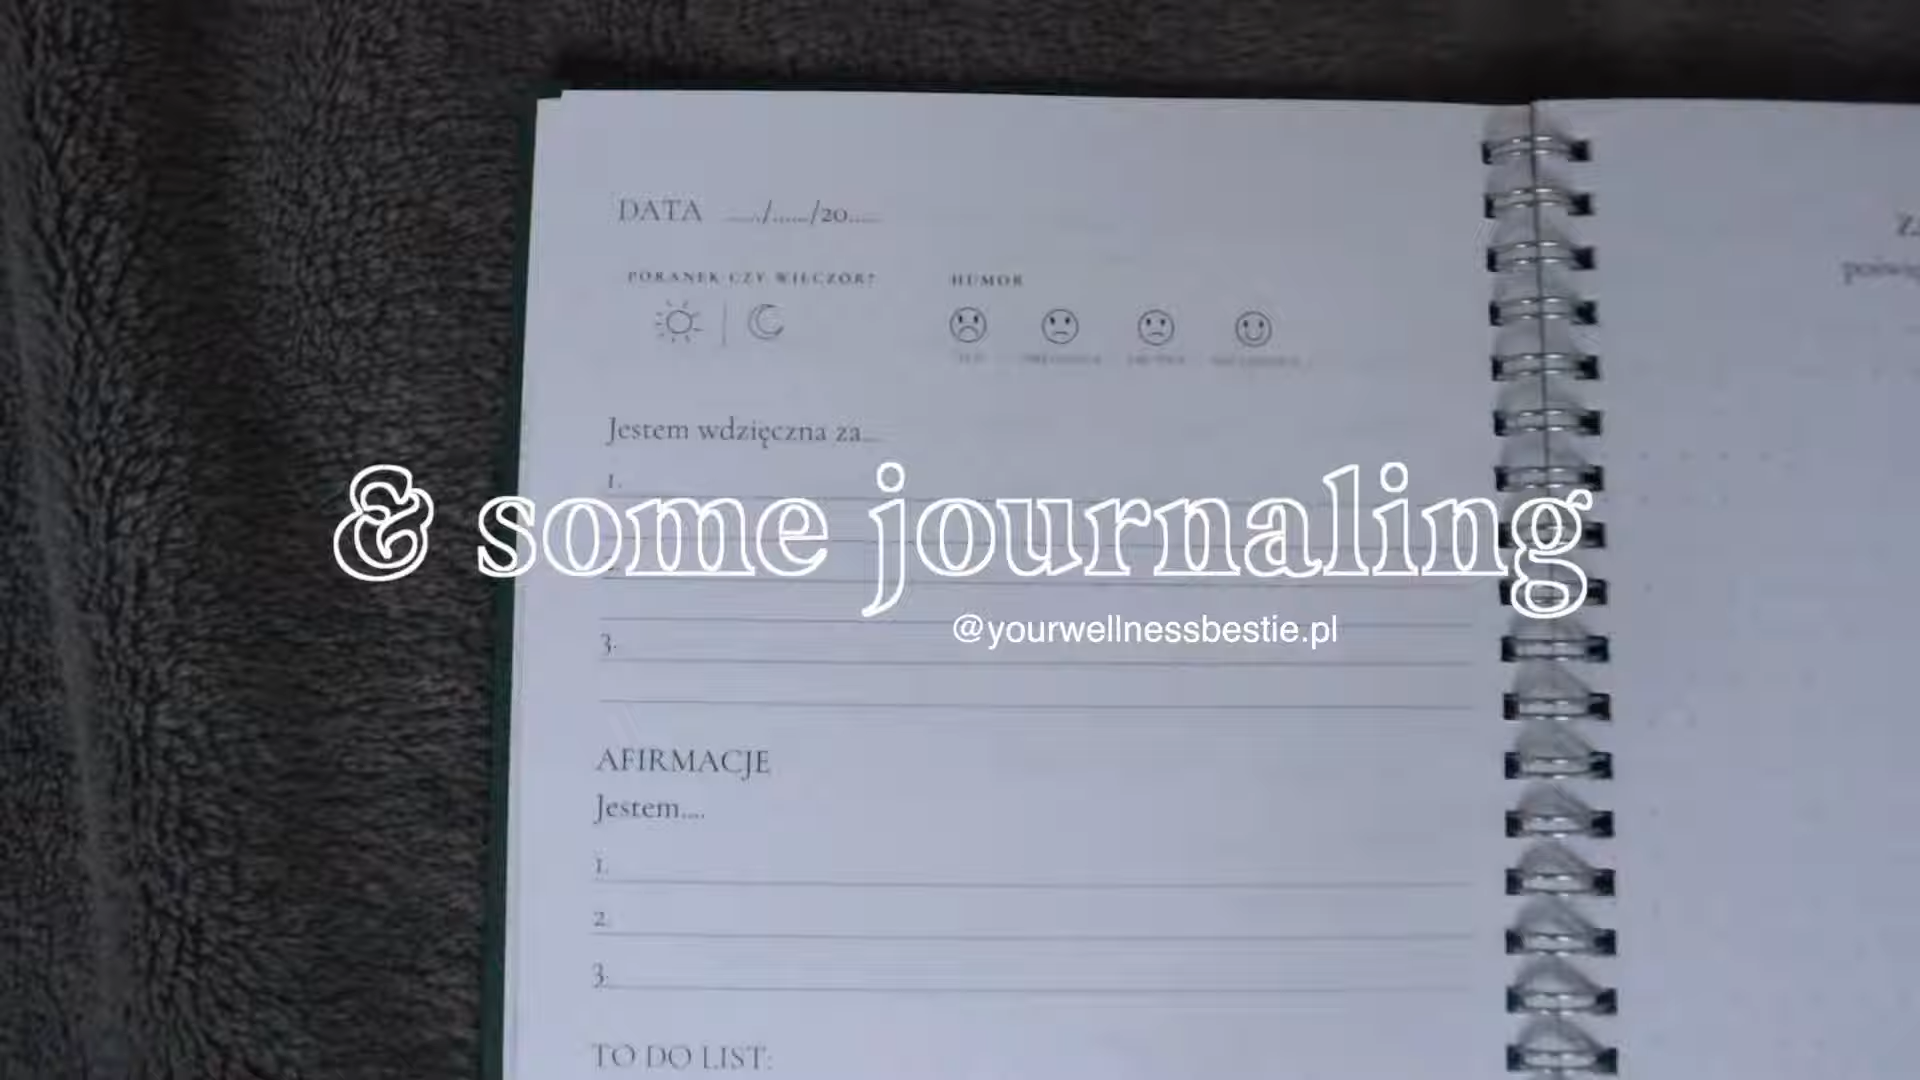 DATA ....../....../20......
PORANEK CZY WIECZÓR?
HUMOR
Jestem wdzięczna za...
1.
& some journaling
@yourwellnessbestie.pl
3.
AFIRMACJE
Jestem....
1.
2.
3.
TO DO LIST: